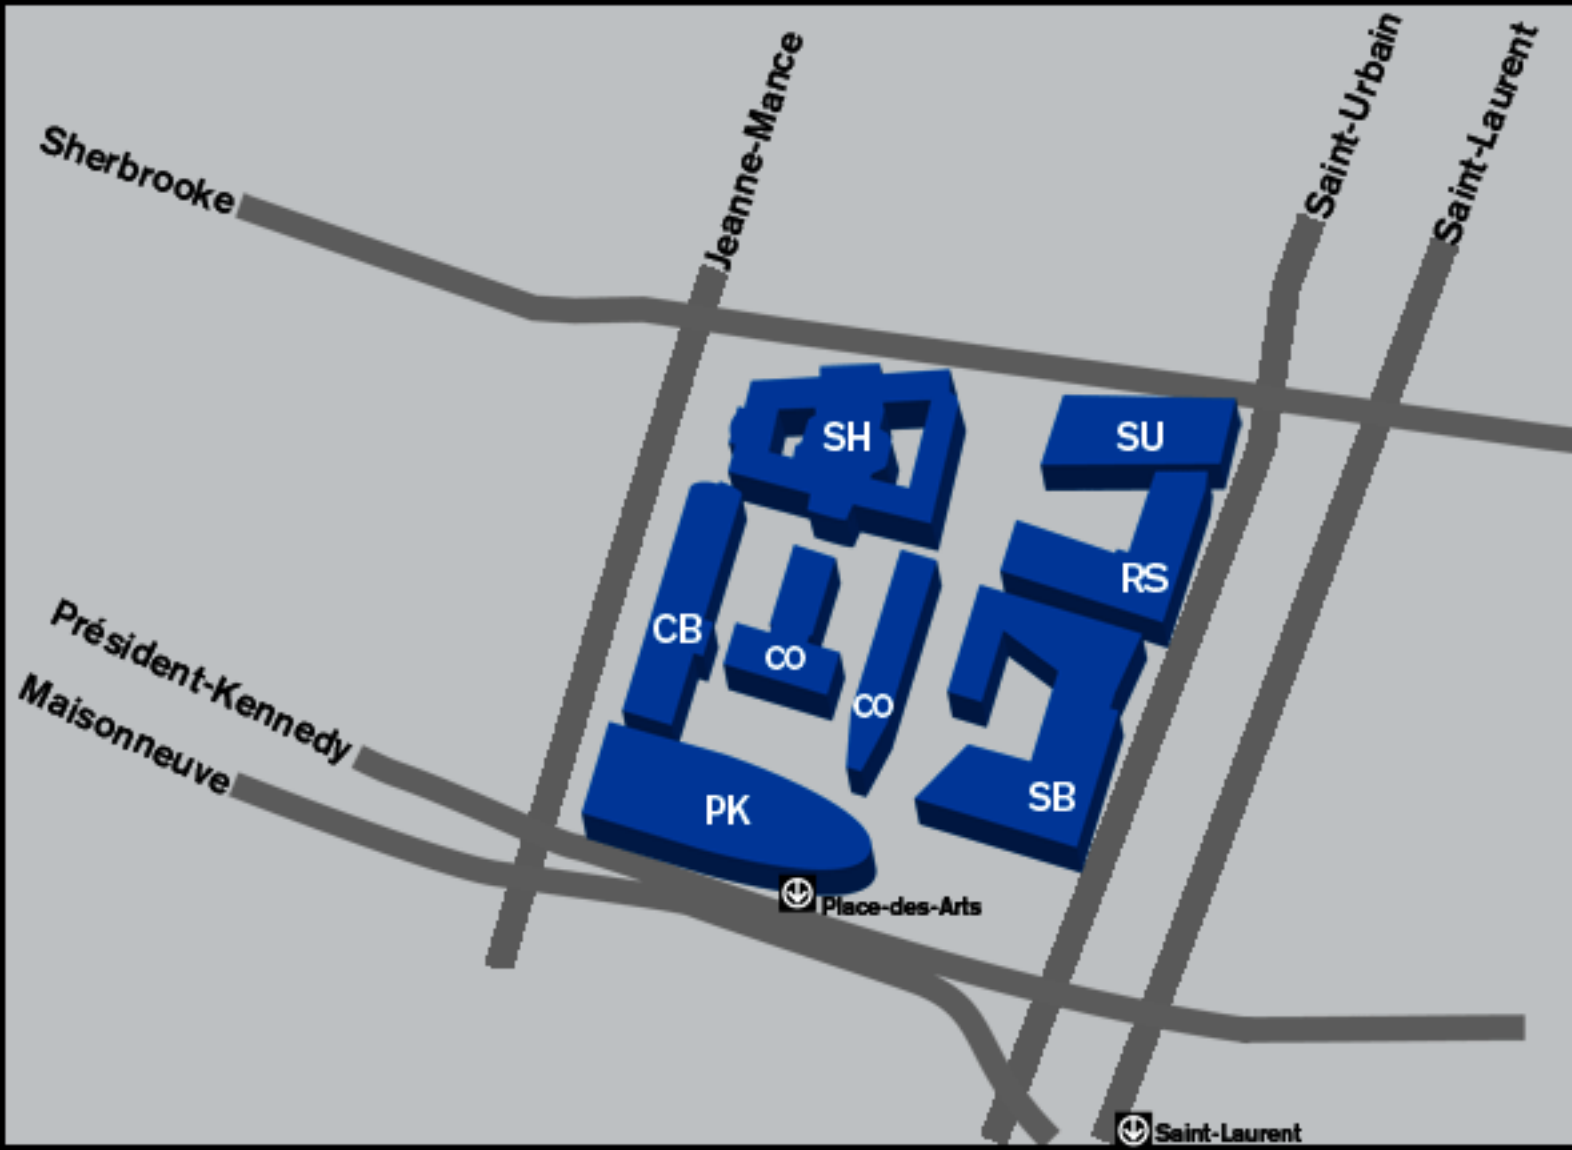 Sherbrooke
Jeanne-Mance
Saint-Urbain
Saint-Laurent
SH
SU
RS
CB
CO
CO
Président-Kennedy
Maisonneuve
PK
SB
Place-des-Arts
Saint-Laurent